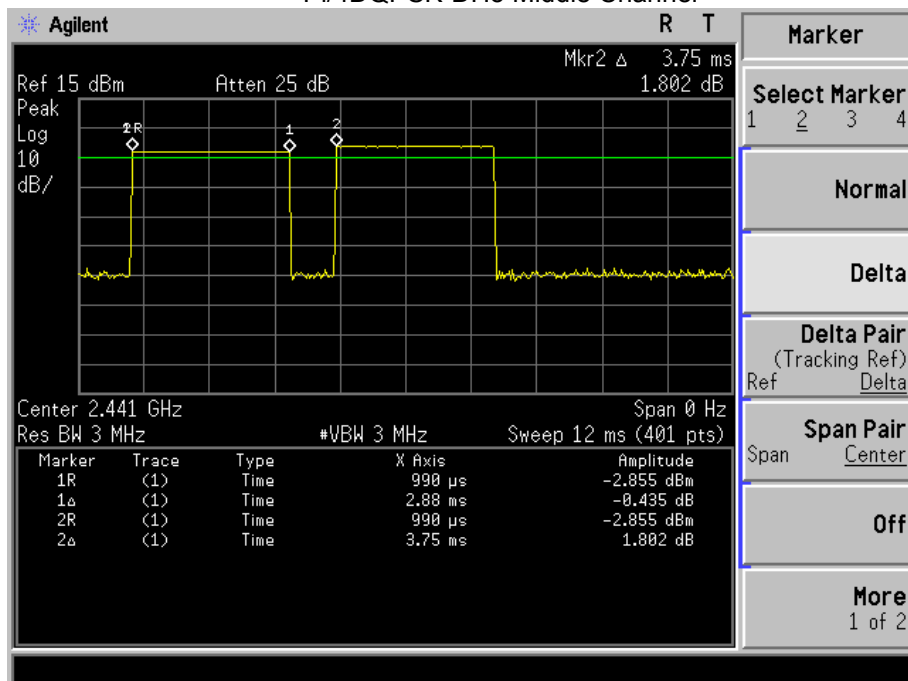 Agilent R T
Mkr2 Δ 3.75 ms
Ref 15 dBm Atten 25 dB 1.802 dB
Peak
Log
10
dB/
2R 1 2
Center 2.441 GHz Span 0 Hz
Res BW 3 MHz #VBW 3 MHz Sweep 12 ms (401 pts)
Marker Trace Type X Axis Amplitude
1R (1) Time 990 µs -2.855 dBm
1Δ (1) Time 2.88 ms -0.435 dB
2R (1) Time 990 µs -2.855 dBm
2Δ (1) Time 3.75 ms 1.802 dB
Marker
Select Marker
1 2 3 4
Normal
Delta
Delta Pair
(Tracking Ref)
Ref Delta
Span Pair
Span Center
Off
More
1 of 2